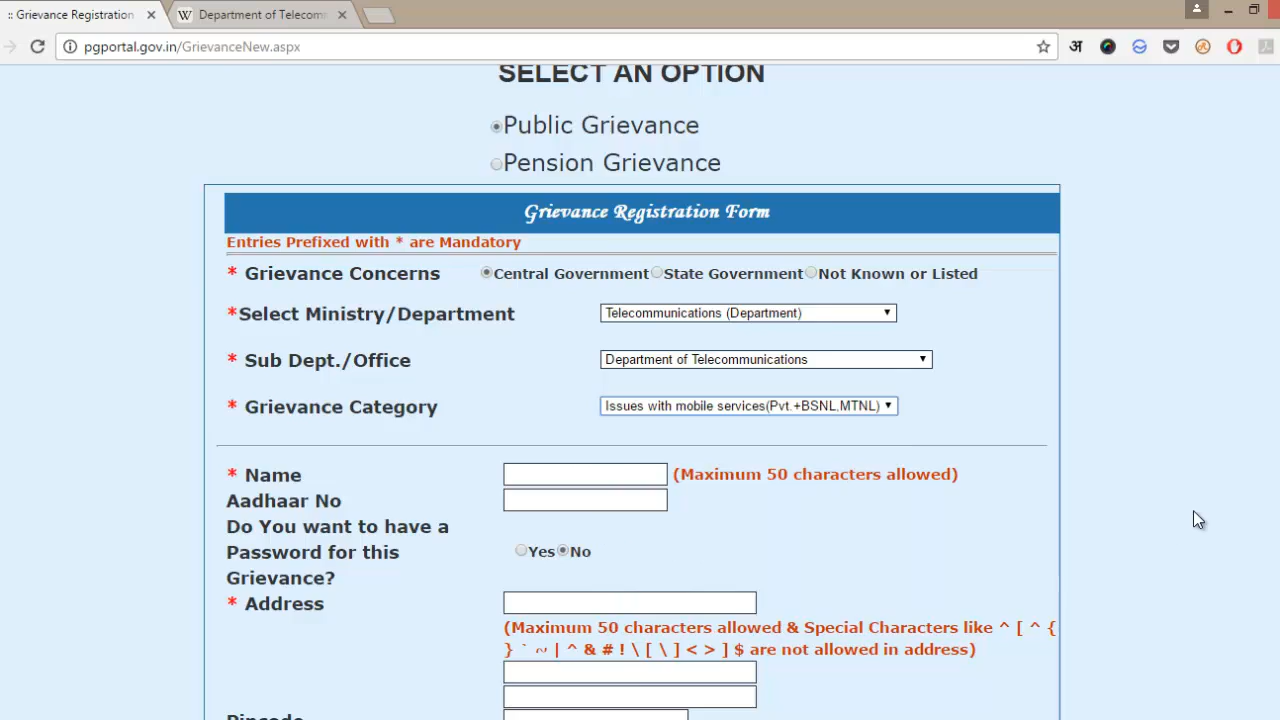 :: Grievance Registration
W Department of Telecom
pgportal.gov.in/GrievanceNew.aspx
अ
SELECT AN OPTION
Public Grievance
Pension Grievance
Grievance Registration Form
Entries Prefixed with * are Mandatory
* Grievance Concerns Central Government State Government Not Known or Listed
*Select Ministry/Department Telecommunications (Department)
* Sub Dept./Office Department of Telecommunications
* Grievance Category Issues with mobile services(Pvt.+BSNL,MTNL)
* Name (Maximum 50 characters allowed)
Aadhaar No
Do You want to have a
Password for this Yes No
Grievance?
* Address
(Maximum 50 characters allowed & Special Characters like ^ [ ^ {
} ` ~ | ^ & # ! \ [ \ ] < > ] $ are not allowed in address)
Pincode